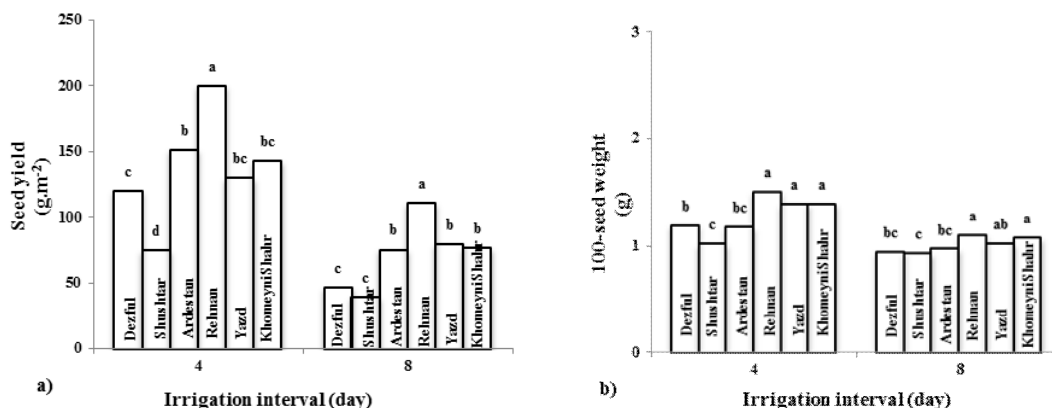 250
200
150
100
50
0
Seed yield
(g.m-2)
c
d
b
a
bc
bc
c
c
b
a
b
b
Dezful
Shushtar
Ardestan
Rehnan
Yazd
KhomeyniShahr
Dezful
Shushtar
Ardestan
Rehnan
Yazd
KhomeyniShahr
4
8
a)
Irrigation interval (day)
3
2
1
0
100-seed weight
(g)
b
c
bc
a
a
a
bc
c
bc
a
ab
a
Dezful
Shushtar
Ardestan
Rehnan
Yazd
KhomeyniShahr
Dezful
Shushtar
Ardestan
Rehnan
Yazd
KhomeyniShahr
4
8
b)
Irrigation interval (day)